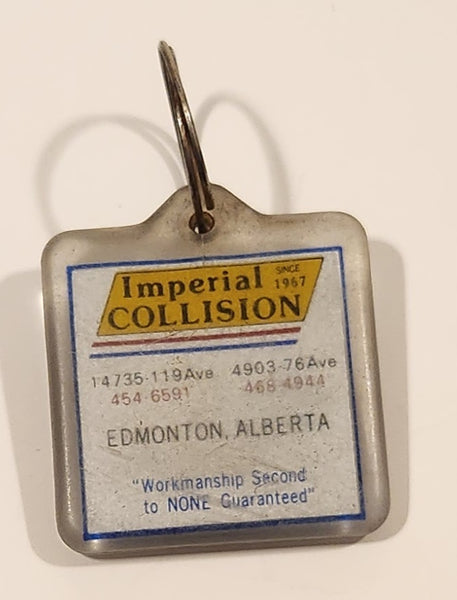 Imperial SINCE
COLLISION 1967
14735-119Ave 4903-76Ave
454-6591 468-4944
EDMONTON, ALBERTA
"Workmanship Second
to NONE Guaranteed"